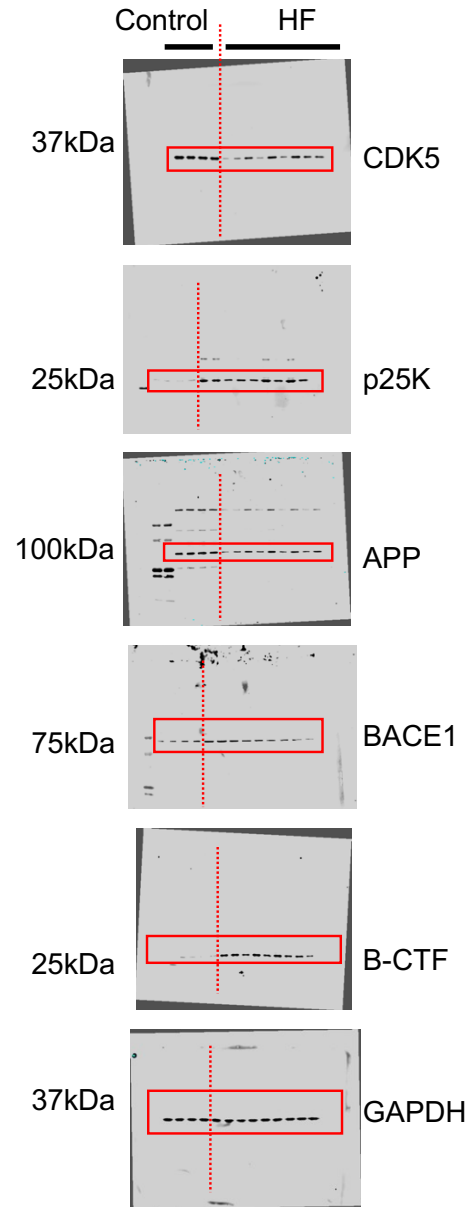 Control HF
37kDa CDK5
25kDa p25K
100kDa APP
75kDa BACE1
25kDa B-CTF
37kDa GAPDH